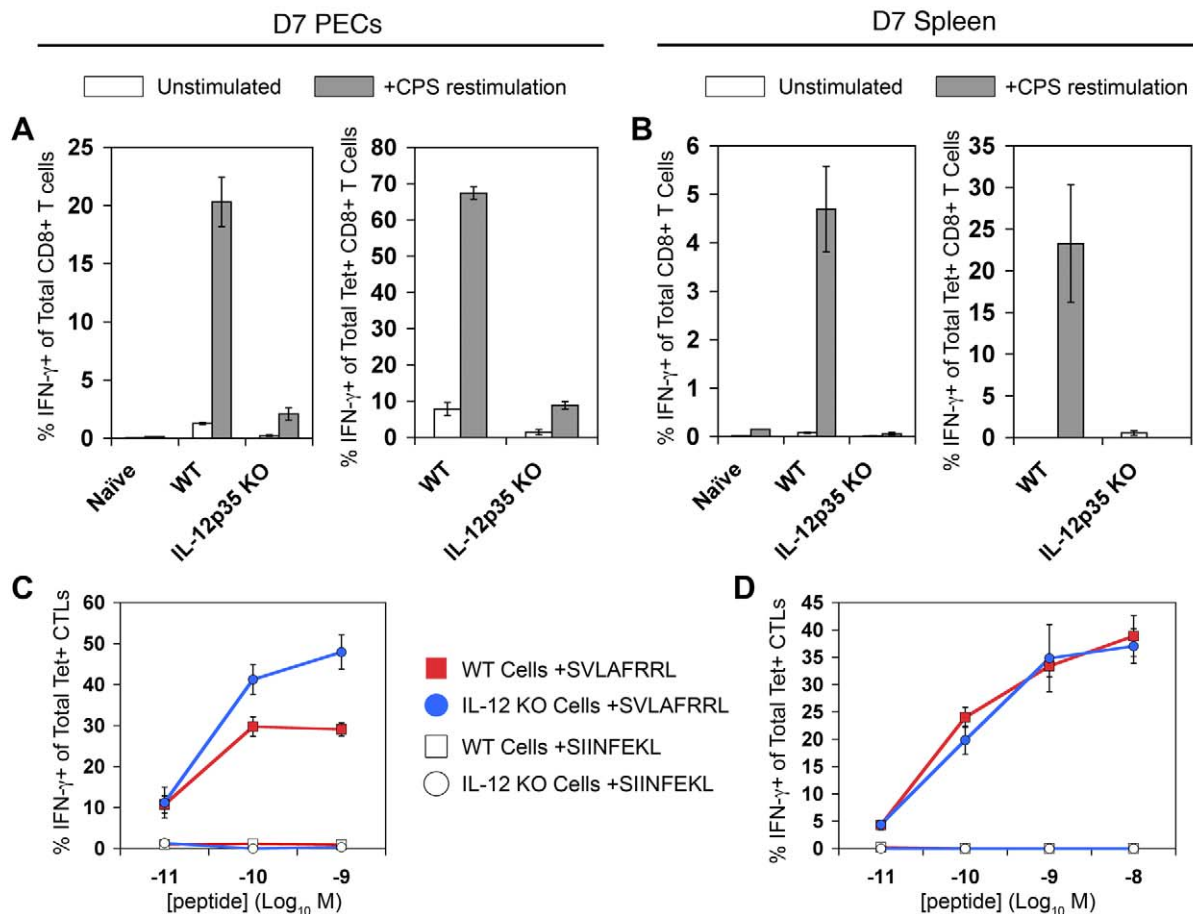 D7 PECs
D7 Spleen
Unstimulated
+CPS restimulation
Unstimulated
+CPS restimulation
A
% IFN-γ+ of Total CD8+ T cells
25
20
15
10
5
0
Naïve
WT
IL-12p35 KO
% IFN-γ+ of Total Tet+ CD8+ T Cells
80
70
60
50
40
30
20
10
0
WT
IL-12p35 KO
B
% IFN-γ+ of Total CD8+ T Cells
6
5
4
3
2
1
0
Naïve
WT
IL-12p35 KO
% IFN-γ+ of Total Tet+ CD8+ T Cells
35
30
25
20
15
10
5
0
WT
IL-12p35 KO
C
% IFN-γ+ of Total Tet+ CTLs
60
50
40
30
20
10
0
-11
-10
-9
[peptide] (Log10 M)
WT Cells +SVLAFRRL
IL-12 KO Cells +SVLAFRRL
WT Cells +SIINFEKL
IL-12 KO Cells +SIINFEKL
D
% IFN-γ+ of Total Tet+ CTLs
45
40
35
30
25
20
15
10
5
0
-11
-10
-9
-8
[peptide] (Log10 M)